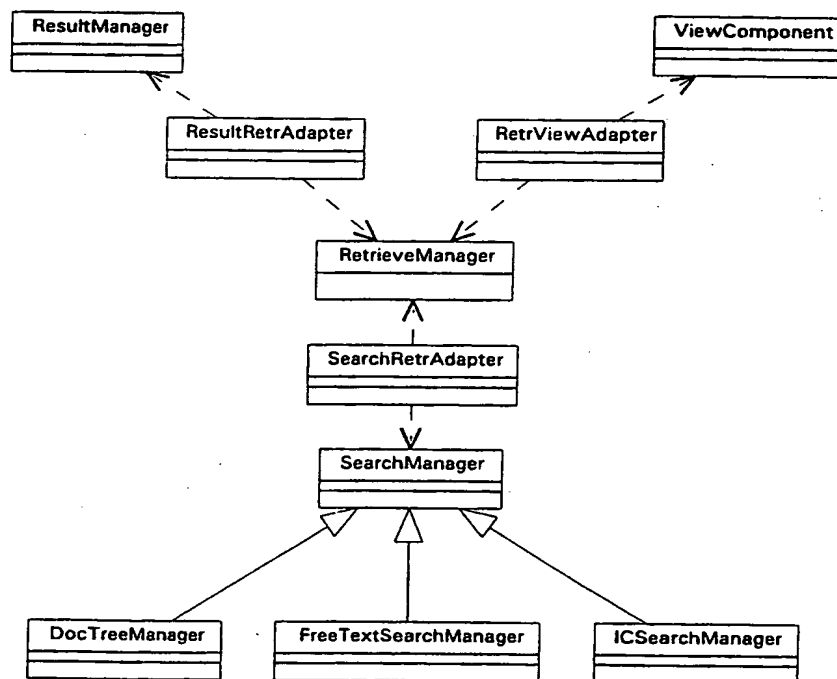 ResultManager
ViewComponent
ResultRetrAdapter
RetrViewAdapter
RetrieveManager
SearchRetrAdapter
SearchManager
DocTreeManager
FreeTextSearchManager
ICSearchManager